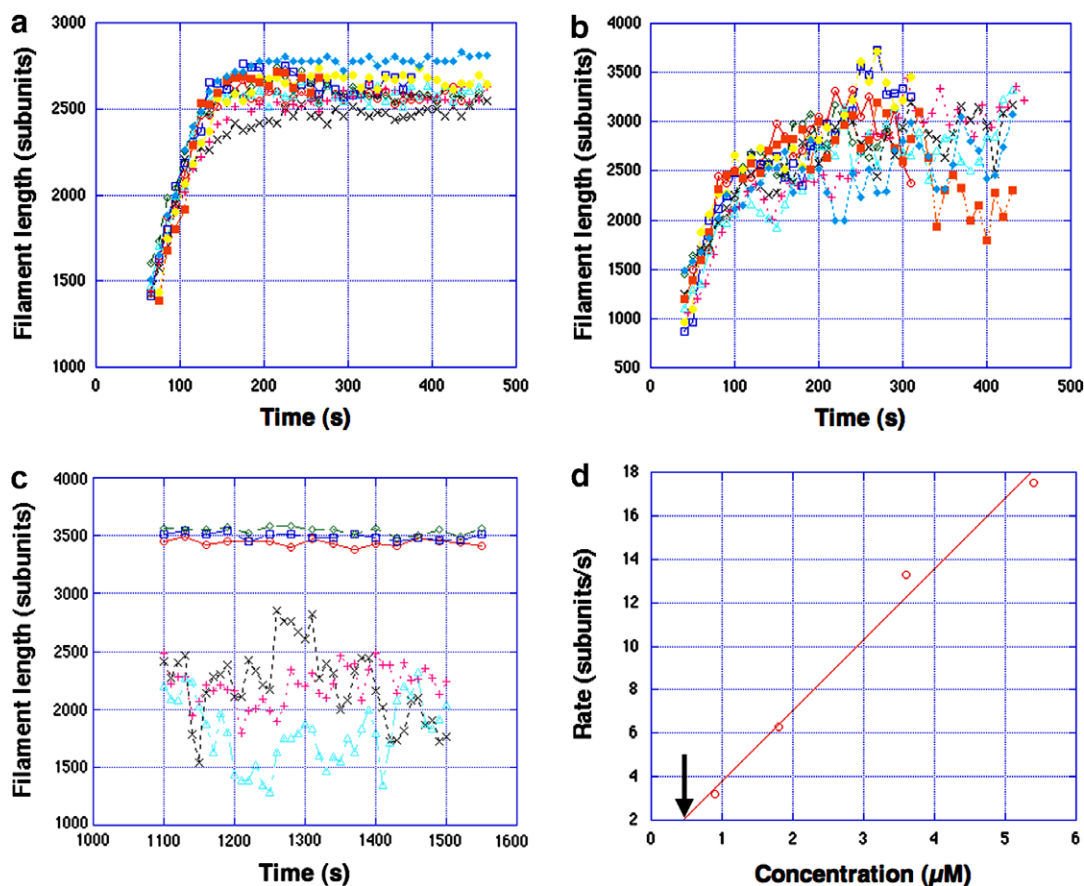 a
3000
2500
2000
1500
1000
0 100 200 300 400 500
Filament length (subunits)
Time (s)
b
4000
3500
3000
2500
2000
1500
1000
500
0 100 200 300 400 500
Filament length (subunits)
Time (s)
c
4000
3500
3000
2500
2000
1500
1000
1000 1100 1200 1300 1400 1500 1600
Filament length (subunits)
Time (s)
d
18
16
14
12
10
8
6
4
2
0 1 2 3 4 5 6
Rate (subunits/s)
Concentration (µM)